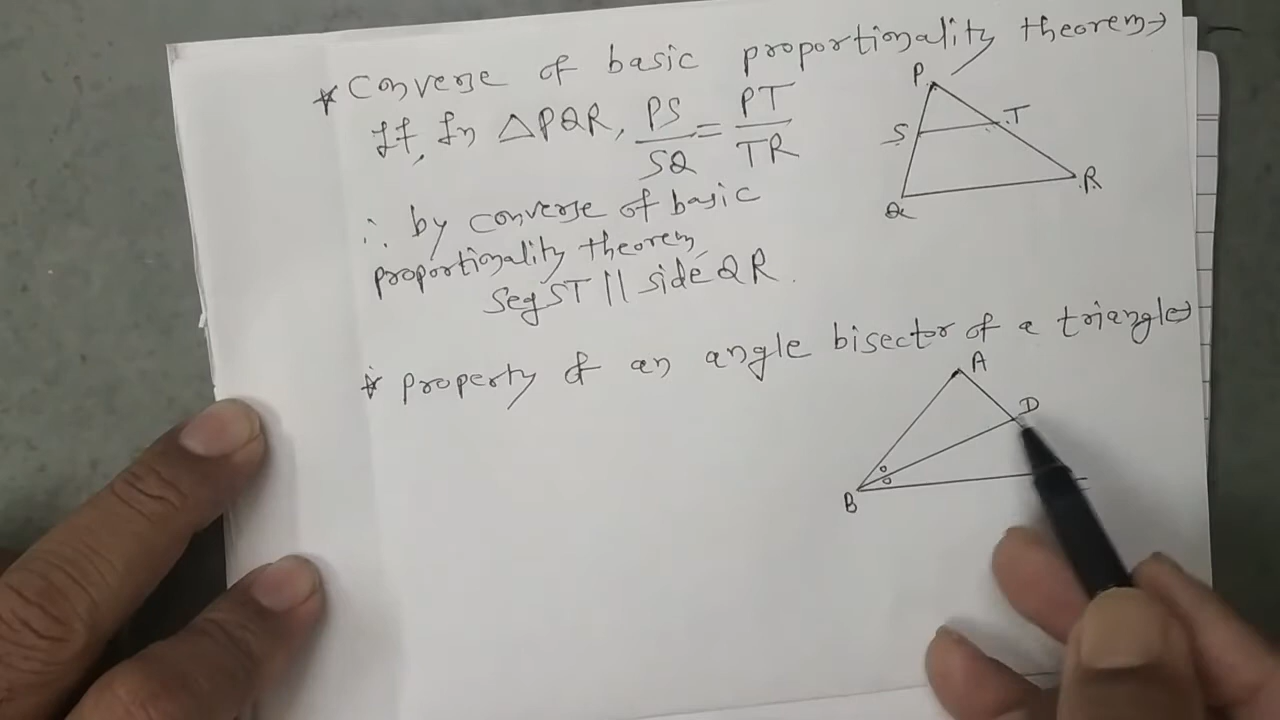 * Converse of basic proportionality theorem→
If, In △PQR, PS/SQ = PT/TR
∴ by converse of basic
proportionality theorem,
seg ST || side QR.
P
S
T
Q
R
* Property of an angle bisector of a triangle→
A
D
B